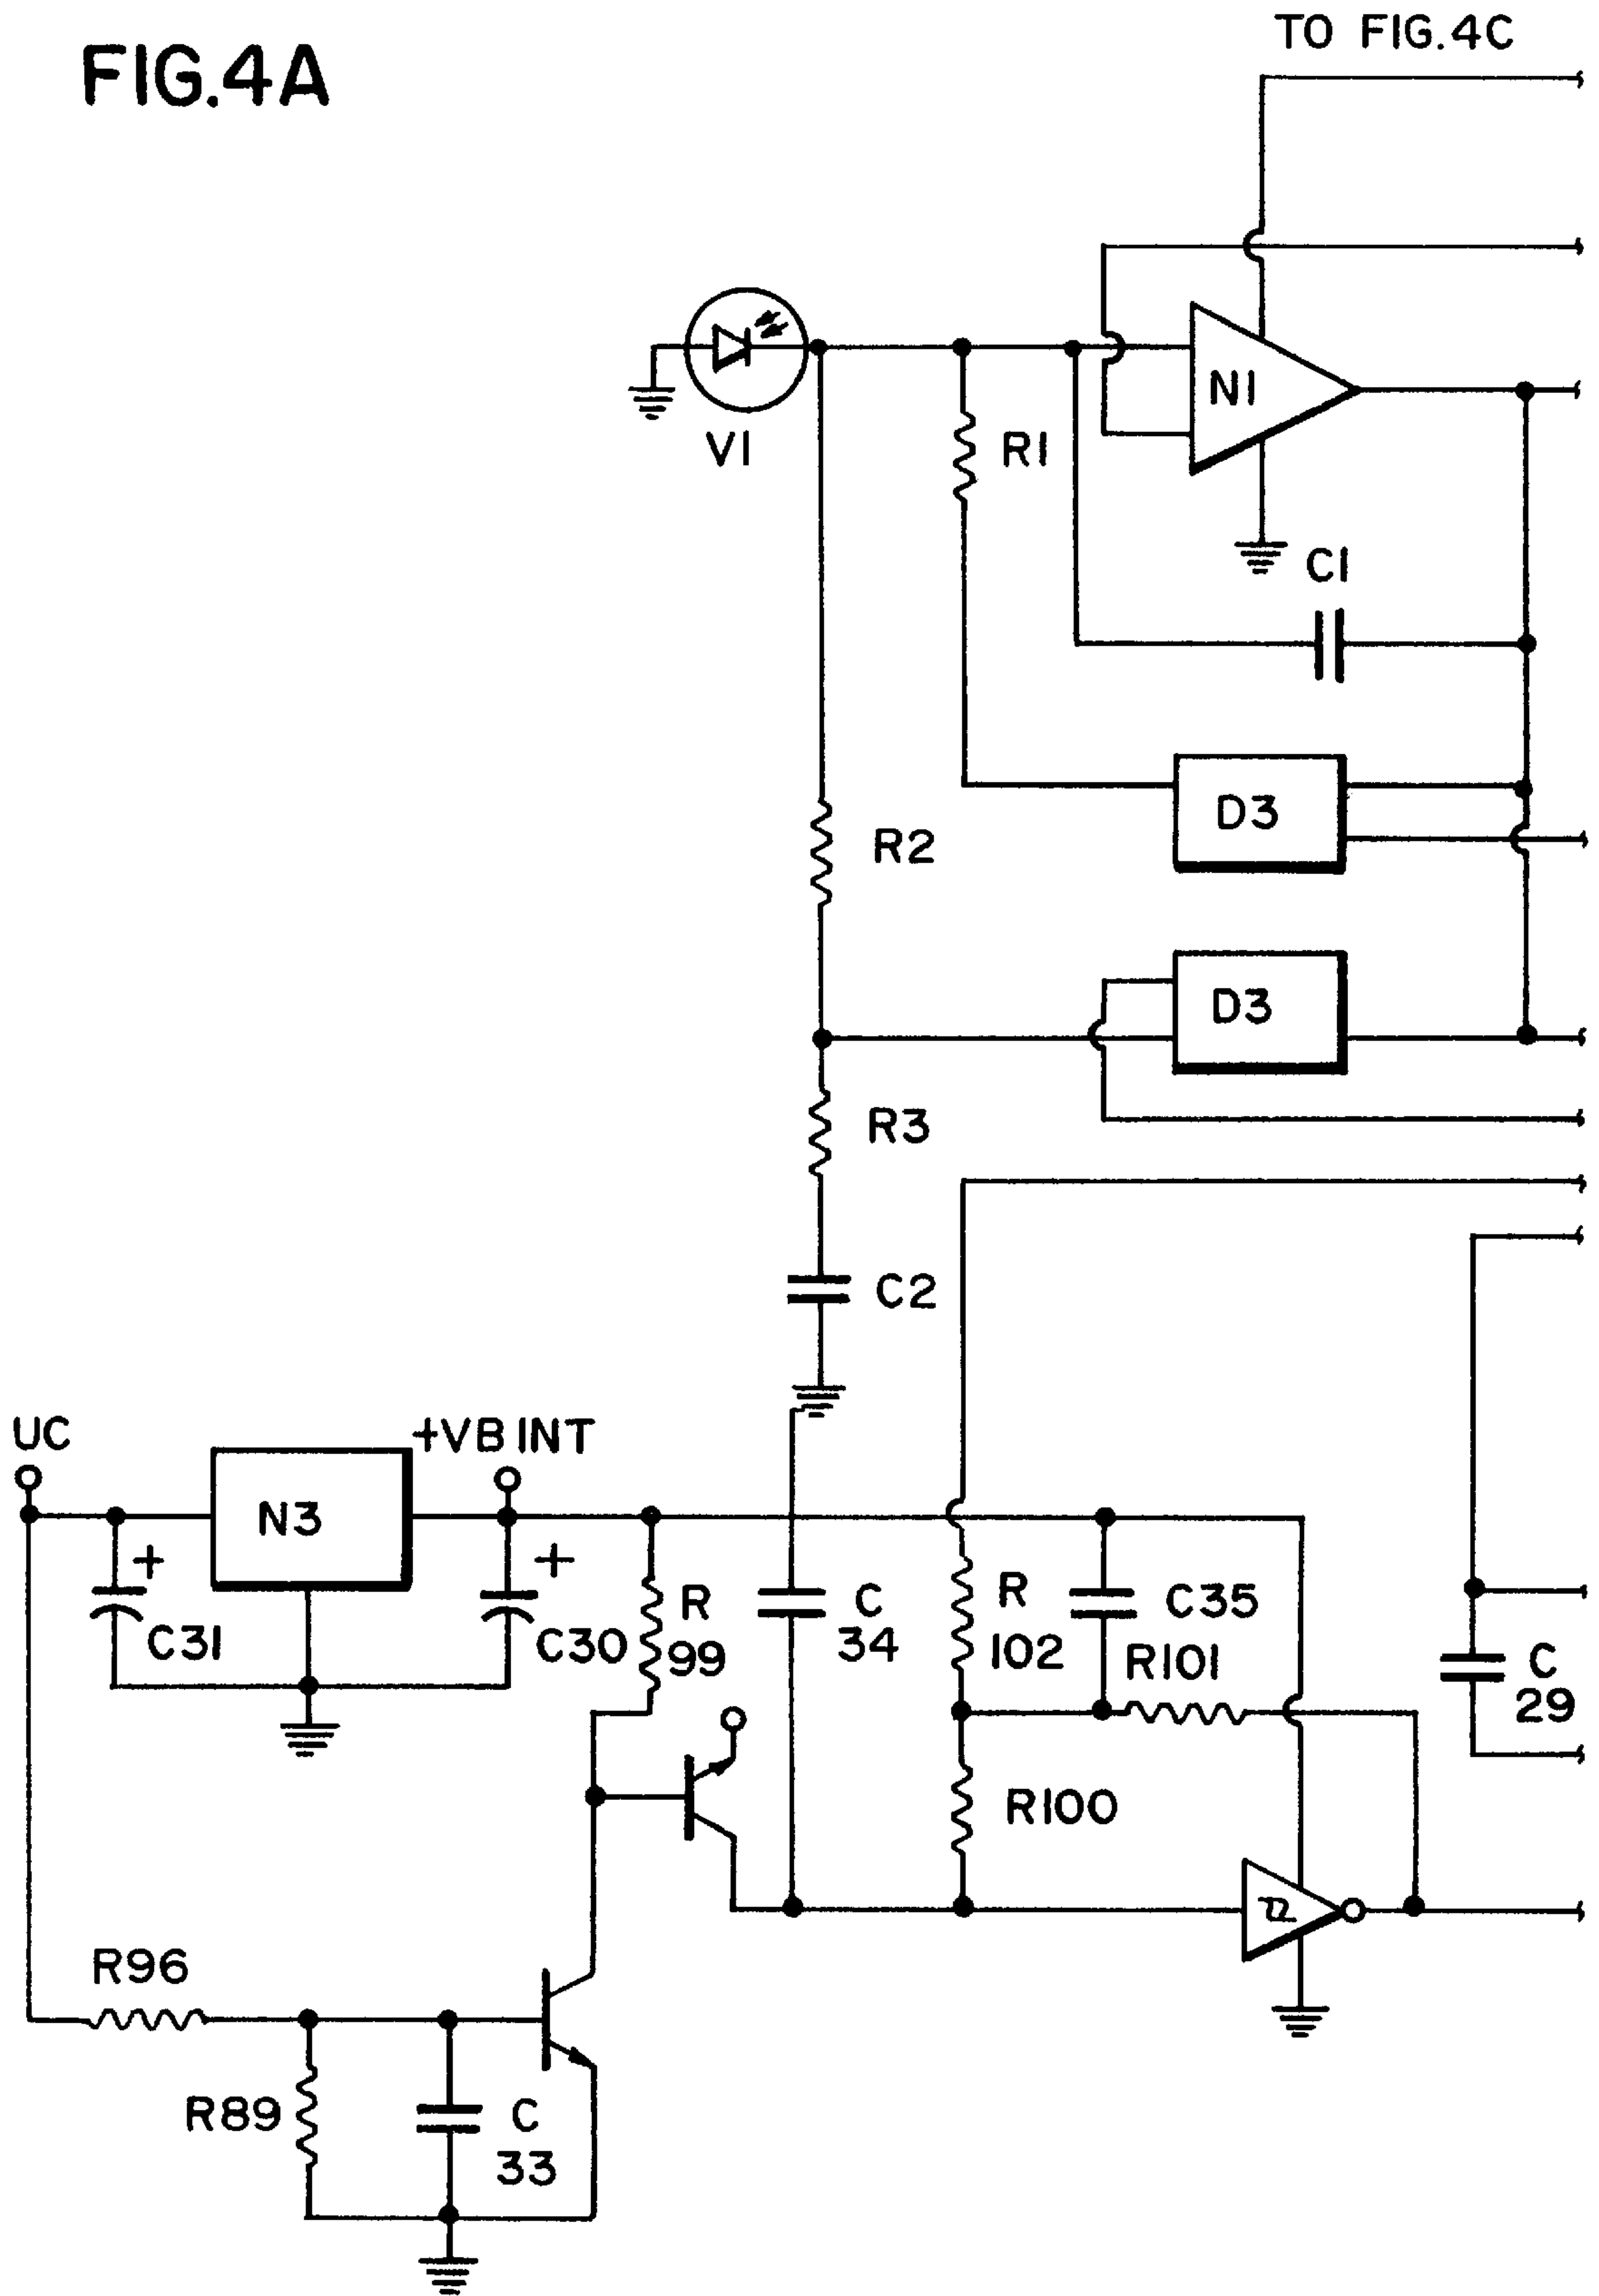 TO FIG.4C
FIG.4A
N1
V1
R1
C1
D3
R2
D3
R3
C2
UC
+VB INT
N3
+
+
C31
C30
R
99
C
34
R
102
C35
R101
C
29
R100
R96
R89
C
33